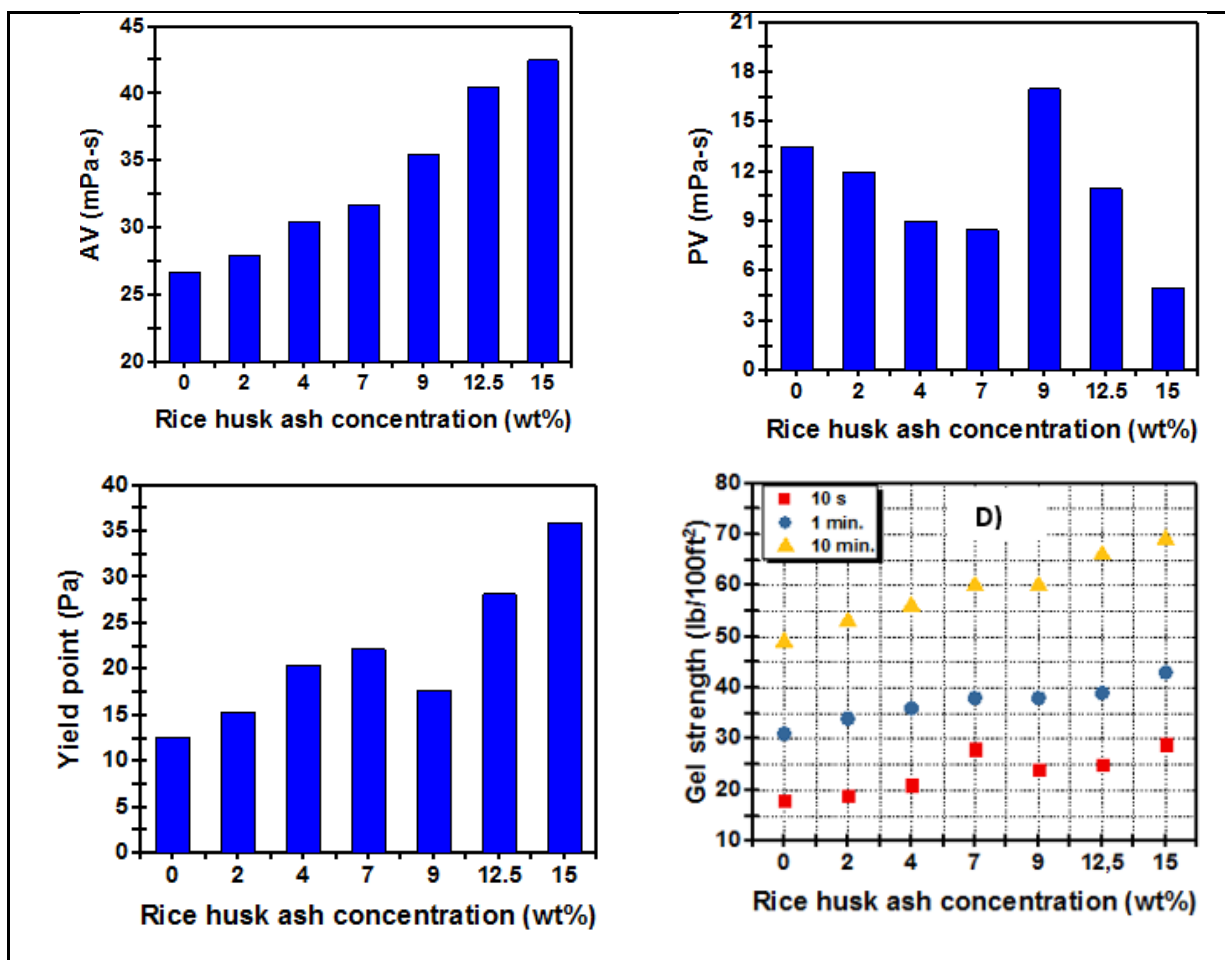 45
40
35
30
25
20
AV (mPa-s)
0 2 4 7 9 12.5 15
Rice husk ash concentration (wt%)
21
18
15
12
9
6
3
0
PV (mPa-s)
0 2 4 7 9 12.5 15
Rice husk ash concentration (wt%)
40
35
30
25
20
15
10
5
0
Yield point (Pa)
0 2 4 7 9 12.5 15
Rice husk ash concentration (wt%)
80
70
60
50
40
30
20
10
Gel strength (lb/100ft²)
10 s
1 min.
10 min.
D)
0 2 4 7 9 12,5 15
Rice husk ash concentration (wt%)